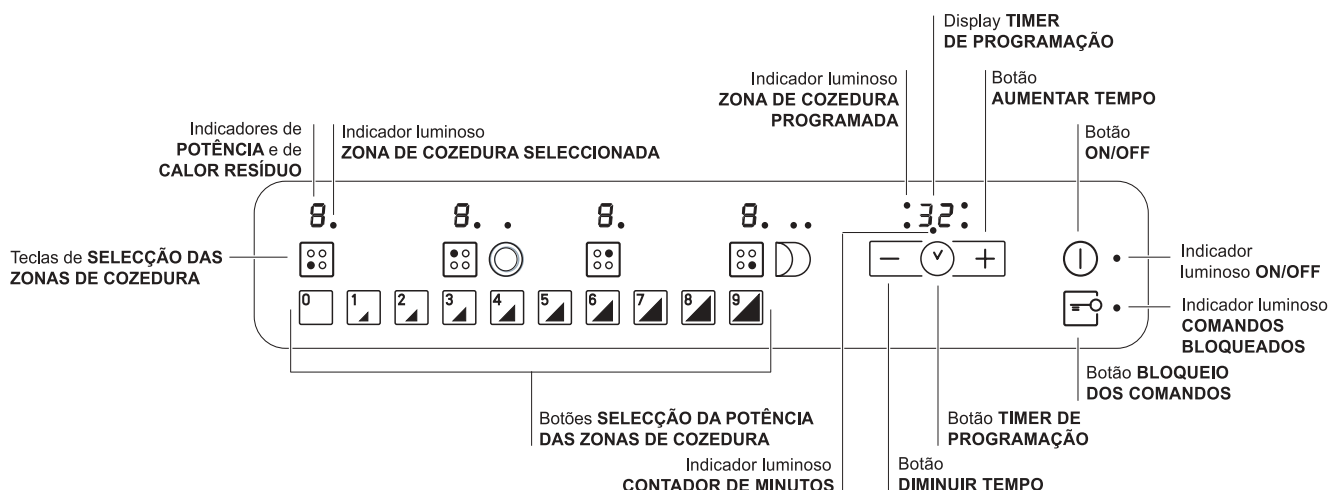 Display TIMER
DE PROGRAMAÇÃO
Indicador luminoso
ZONA DE COZEDURA
PROGRAMADA
Botão
AUMENTAR TEMPO
Indicadores de
POTÊNCIA e de
CALOR RESÍDUO
Indicador luminoso
ZONA DE COZEDURA SELECCIONADA
Botão
ON/OFF
8. 8. . 8. 8. .. :32:
Teclas de SELECÇÃO DAS
ZONAS DE COZEDURA
Indicador
luminoso ON/OFF
0 1 2 3 4 5 6 7 8 9
Indicador luminoso
COMANDOS
BLOQUEADOS
Botão BLOQUEIO
DOS COMANDOS
Botões SELECÇÃO DA POTÊNCIA
DAS ZONAS DE COZEDURA
Botão TIMER DE
PROGRAMAÇÃO
Indicador luminoso
CONTADOR DE MINUTOS
Botão
DIMINUIR TEMPO